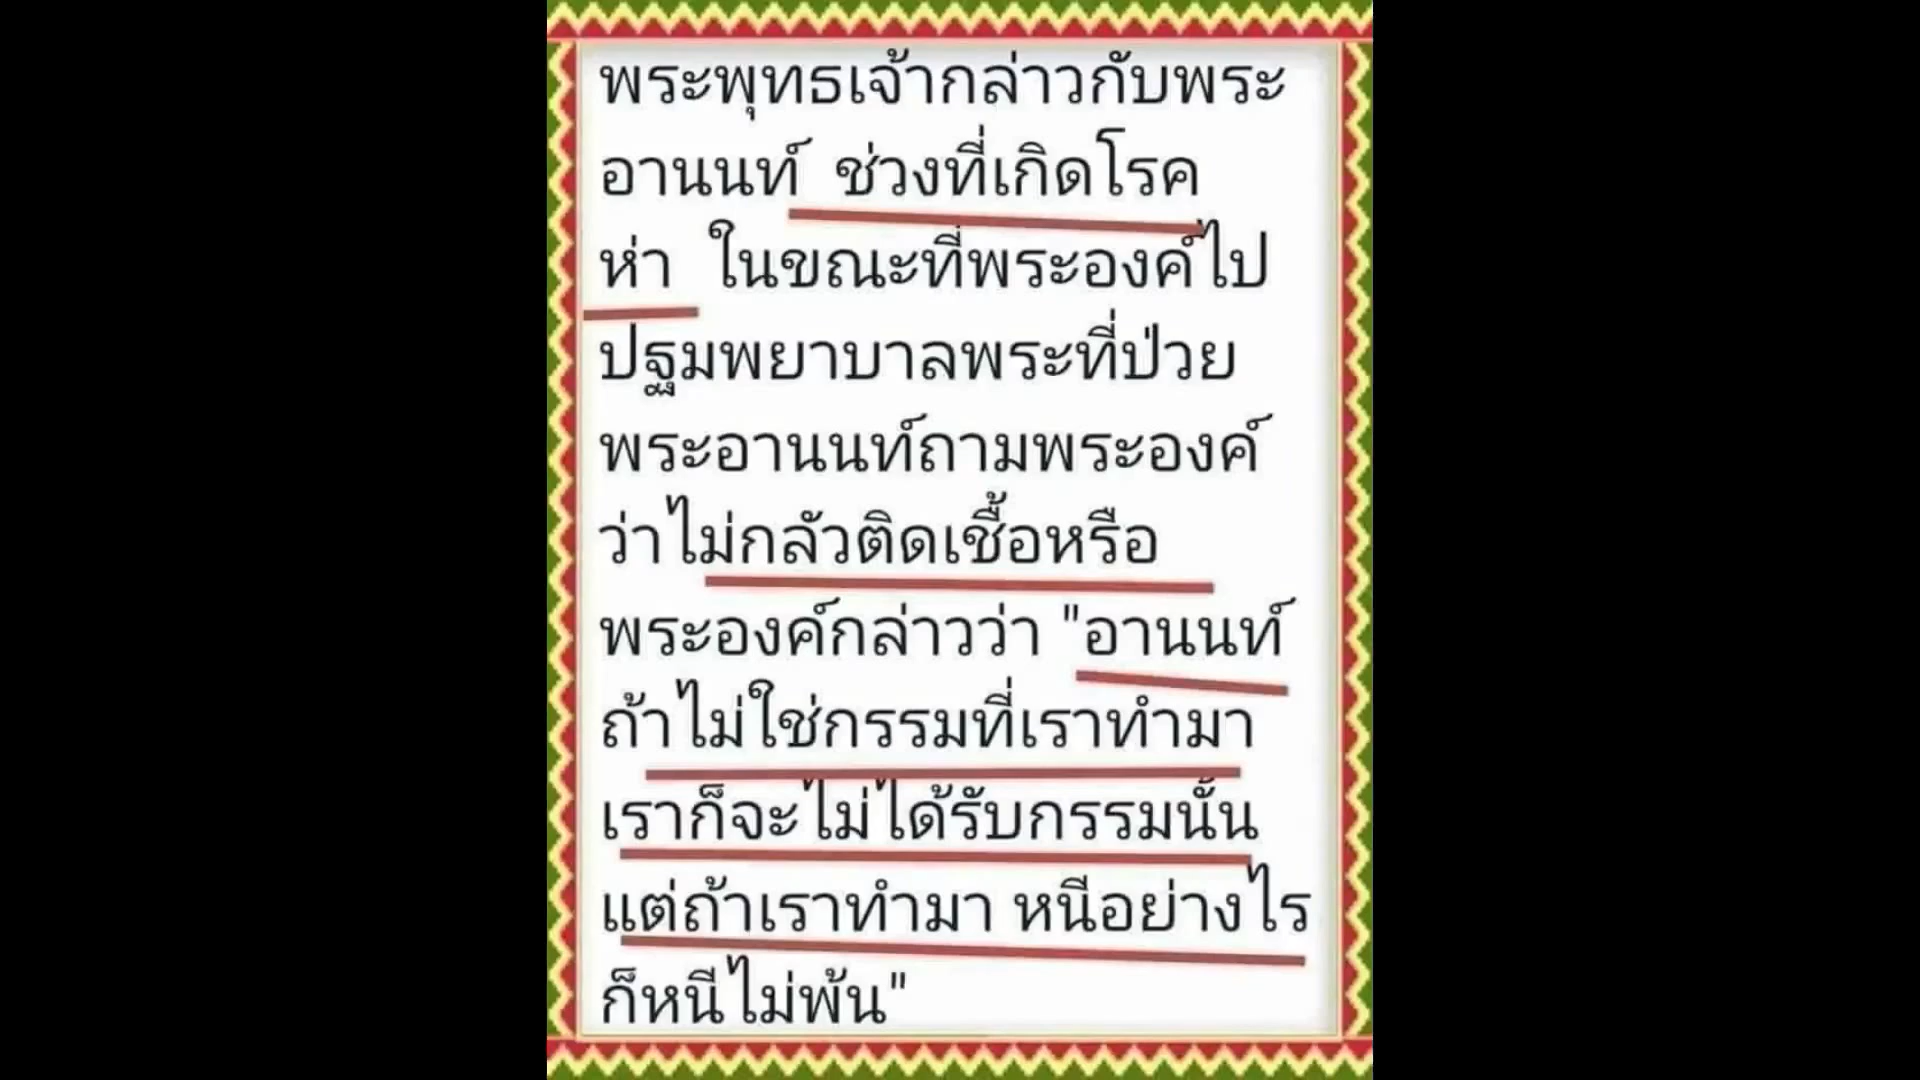 พระพุทธเจ้ากล่าวกับพระ
อานนท์ ช่วงที่เกิดโรค
ห่า ในขณะที่พระองค์ไป
ปฐมพยาบาลพระที่ป่วย
พระอานนท์ถามพระองค์
ว่าไม่กลัวติดเชื้อหรือ
พระองค์กล่าวว่า "อานนท์
ถ้าไม่ใช่กรรมที่เราทำมา
เราก็จะไม่ได้รับกรรมนั้น
แต่ถ้าเราทำมา หนีอย่างไร
ก็หนีไม่พ้น"